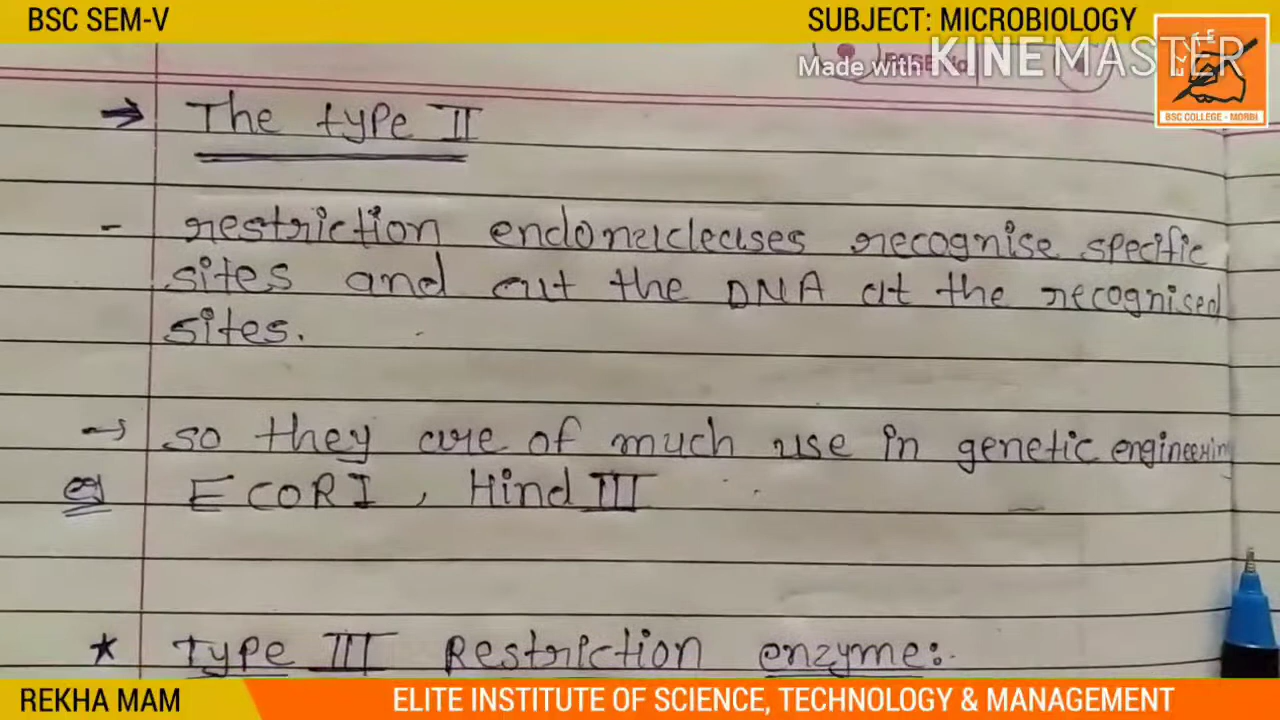 BSC SEM-V
SUBJECT: MICROBIOLOGY
Made with KINEMASTER
ELITE
BSC COLLEGE - MORBI
→ The type II
- restriction endonucleases recognise specific
sites and cut the DNA at the recognised
sites.
→ so they are of much use in genetic engineering
eg ECORI, Hind III
* Type III Restriction enzyme:-
REKHA MAM
ELITE INSTITUTE OF SCIENCE, TECHNOLOGY & MANAGEMENT